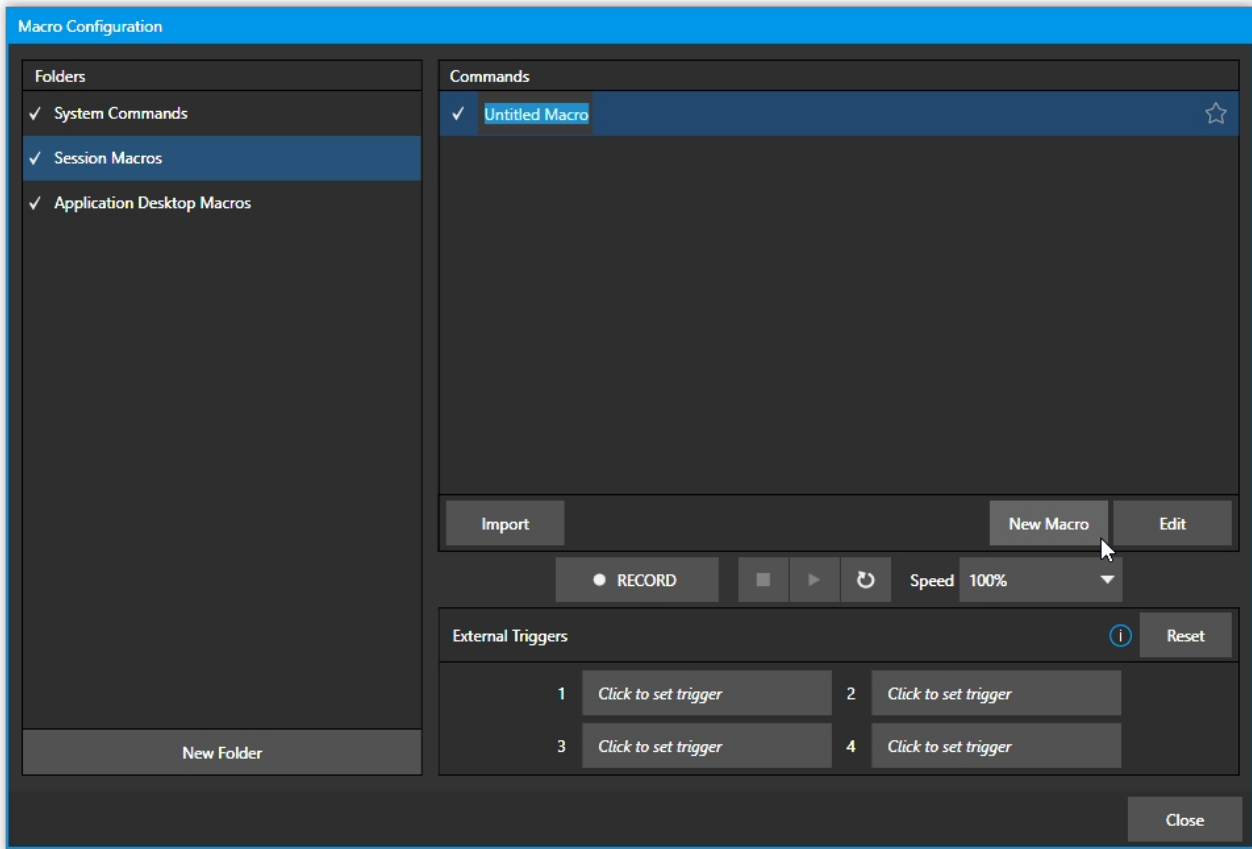 Macro Configuration
Folders
System Commands
Session Macros
Application Desktop Macros
New Folder
Commands
Untitled Macro
Import
New Macro
Edit
RECORD
Speed
100%
External Triggers
i
Reset
1 Click to set trigger
2 Click to set trigger
3 Click to set trigger
4 Click to set trigger
Close